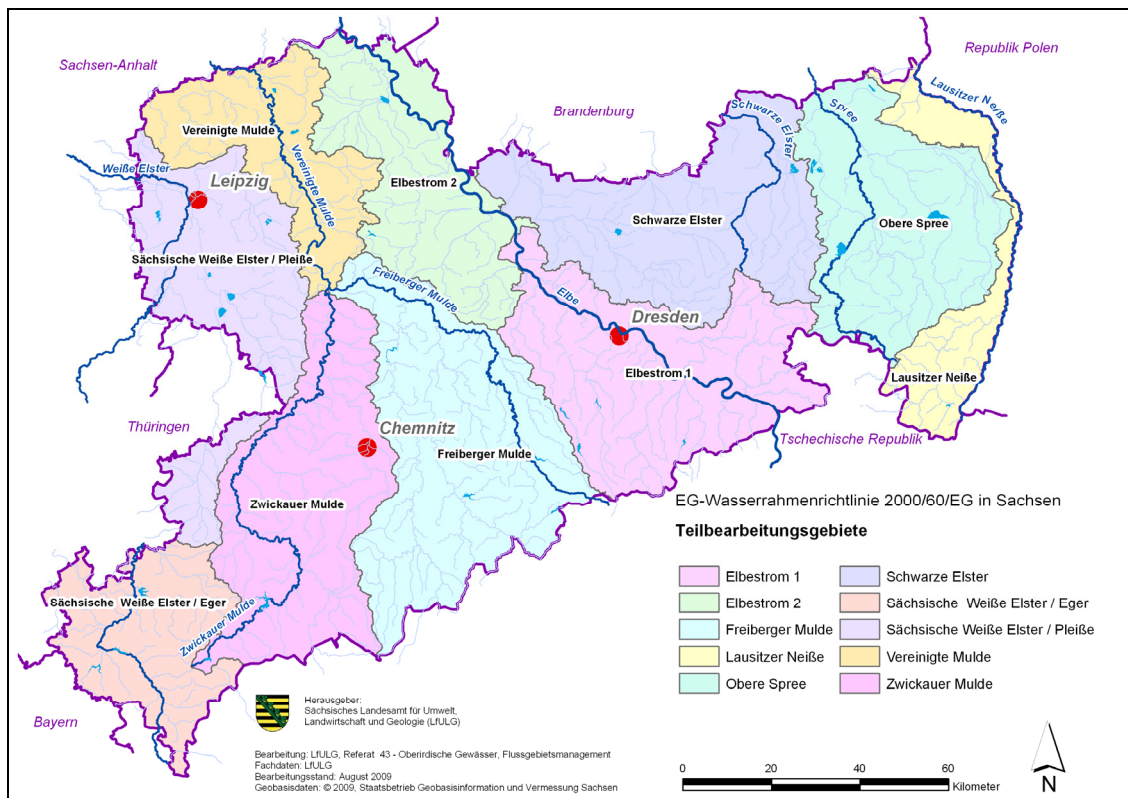 Sachsen-Anhalt
Republik Polen
Brandenburg
Lausitzer Neiße
Vereinigte Mulde
Schwarze Elster
Spree
Weiße Elster
Leipzig
Vereinigte Mulde
Elbestrom 2
Schwarze Elster
Obere Spree
Sächsische Weiße Elster / Pleiße
Freiberger Mulde
Elbe
Dresden
Elbestrom 1
Lausitzer Neiße
Thüringen
Chemnitz
Tschechische Republik
Freiberger Mulde
Zwickauer Mulde
Sächsische Weiße Elster / Eger
Zwickauer Mulde
Bayern
EG-Wasserrahmenrichtlinie 2000/60/EG in Sachsen
Teilbearbeitungsgebiete
Elbestrom 1
Elbestrom 2
Freiberger Mulde
Lausitzer Neiße
Obere Spree
Schwarze Elster
Sächsische Weiße Elster / Eger
Sächsische Weiße Elster / Pleiße
Vereinigte Mulde
Zwickauer Mulde
Herausgeber:
Sächsisches Landesamt für Umwelt,
Landwirtschaft und Geologie (LfULG)
Bearbeitung: LfULG, Referat 43 - Oberirdische Gewässer, Flussgebietsmanagement
Fachdaten: LfULG
Bearbeitungsstand: August 2009
Geobasisdaten: © 2009, Staatsbetrieb Geobasisinformation und Vermessung Sachsen
0 20 40 60
Kilometer
N